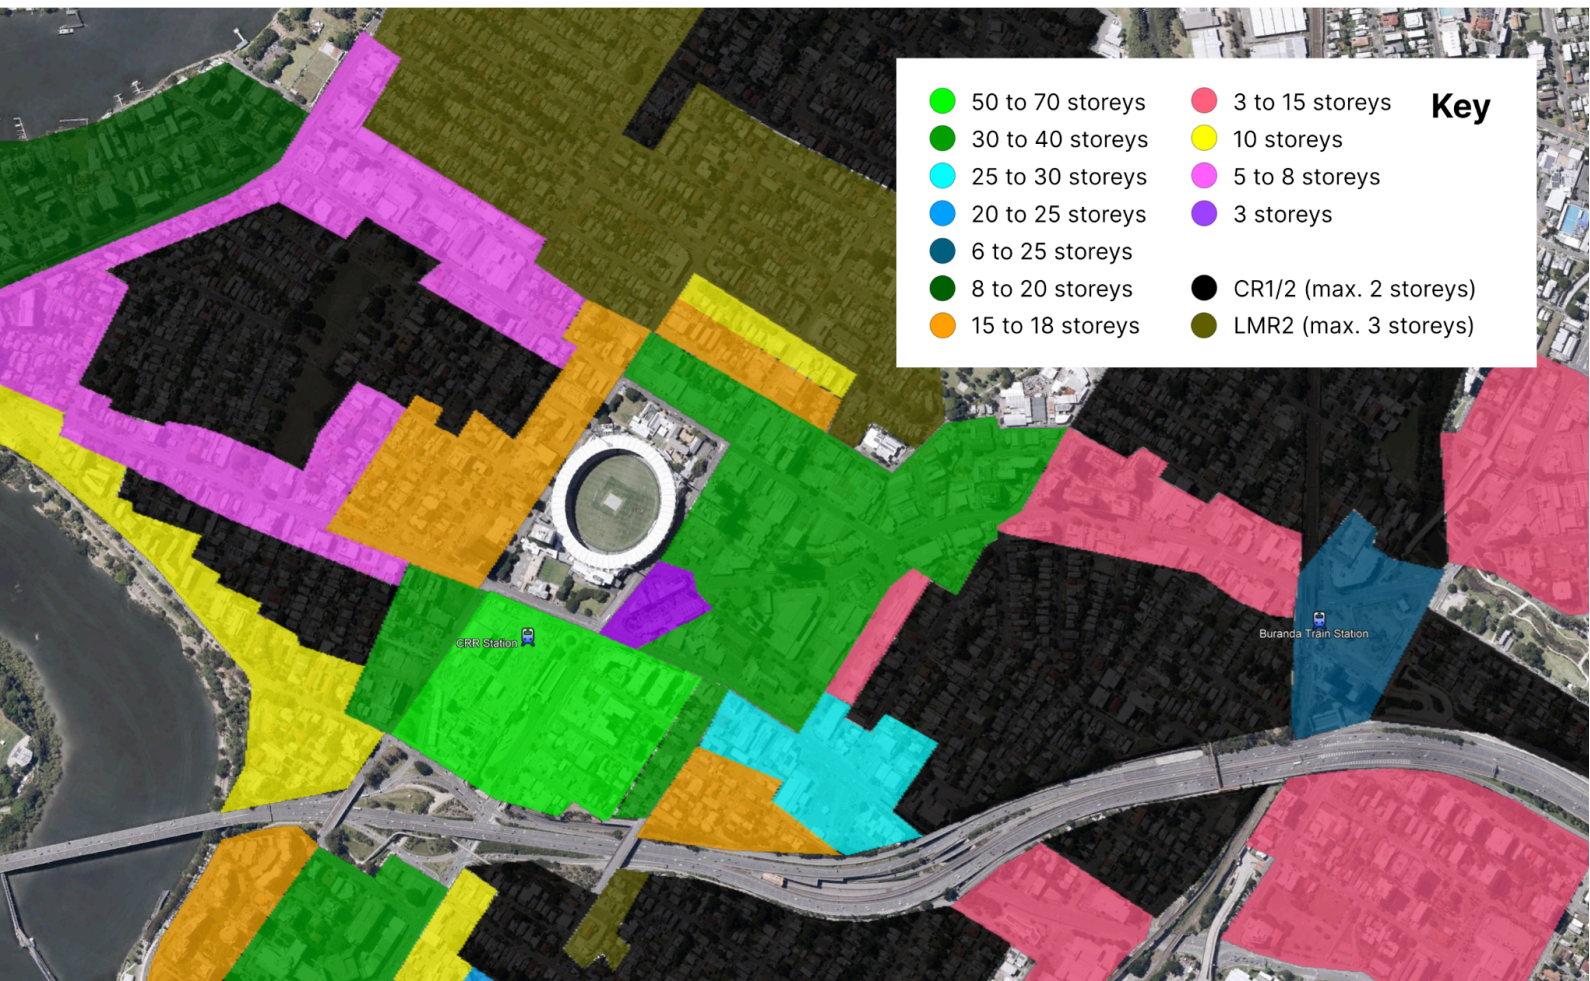 Key
50 to 70 storeys
30 to 40 storeys
25 to 30 storeys
20 to 25 storeys
6 to 25 storeys
8 to 20 storeys
15 to 18 storeys
3 to 15 storeys
10 storeys
5 to 8 storeys
3 storeys
CR1/2 (max. 2 storeys)
LMR2 (max. 3 storeys)
CRR Station
Buranda Train Station